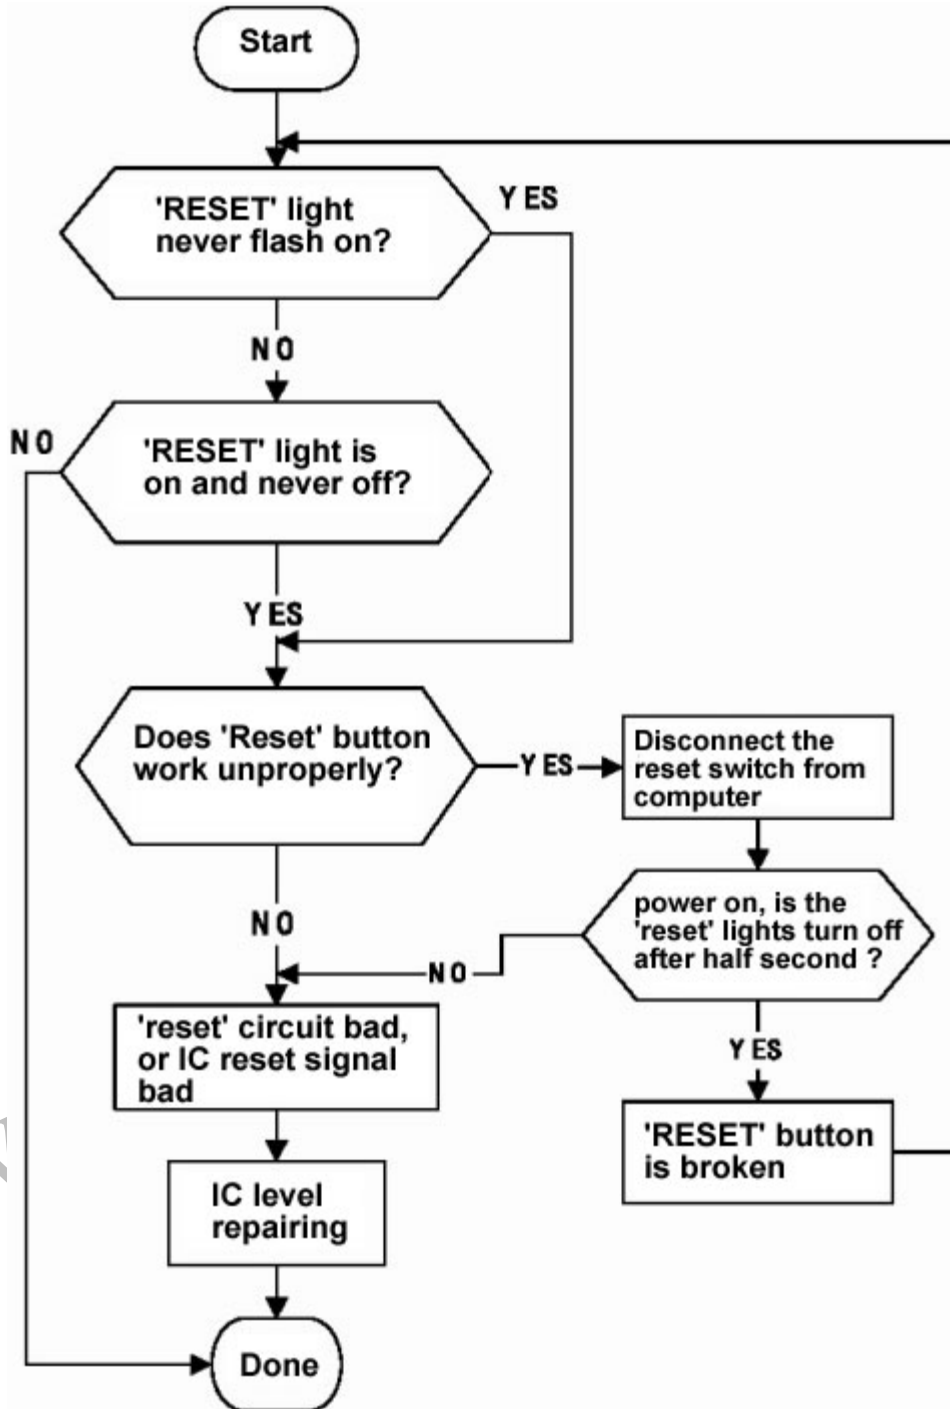 Start
'RESET' light
never flash on?
YES
NO
'RESET' light is
on and never off?
NO
YES
Does 'Reset' button
work unproperly?
YES
Disconnect the
reset switch from
computer
NO
power on, is the
'reset' lights turn off
after half second ?
NO
YES
'reset' circuit bad,
or IC reset signal
bad
'RESET' button
is broken
IC level
repairing
Done